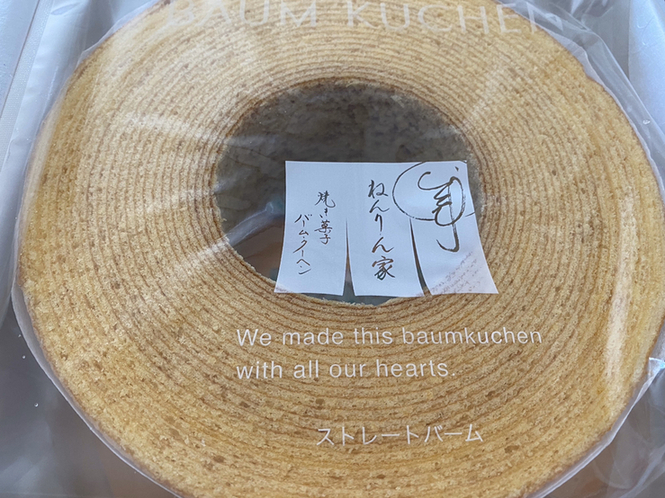 BAUM KUCHEN
ねんりん家
焼き菓子
バームクーヘン
We made this baumkuchen
with all our hearts.
ストレートバーム